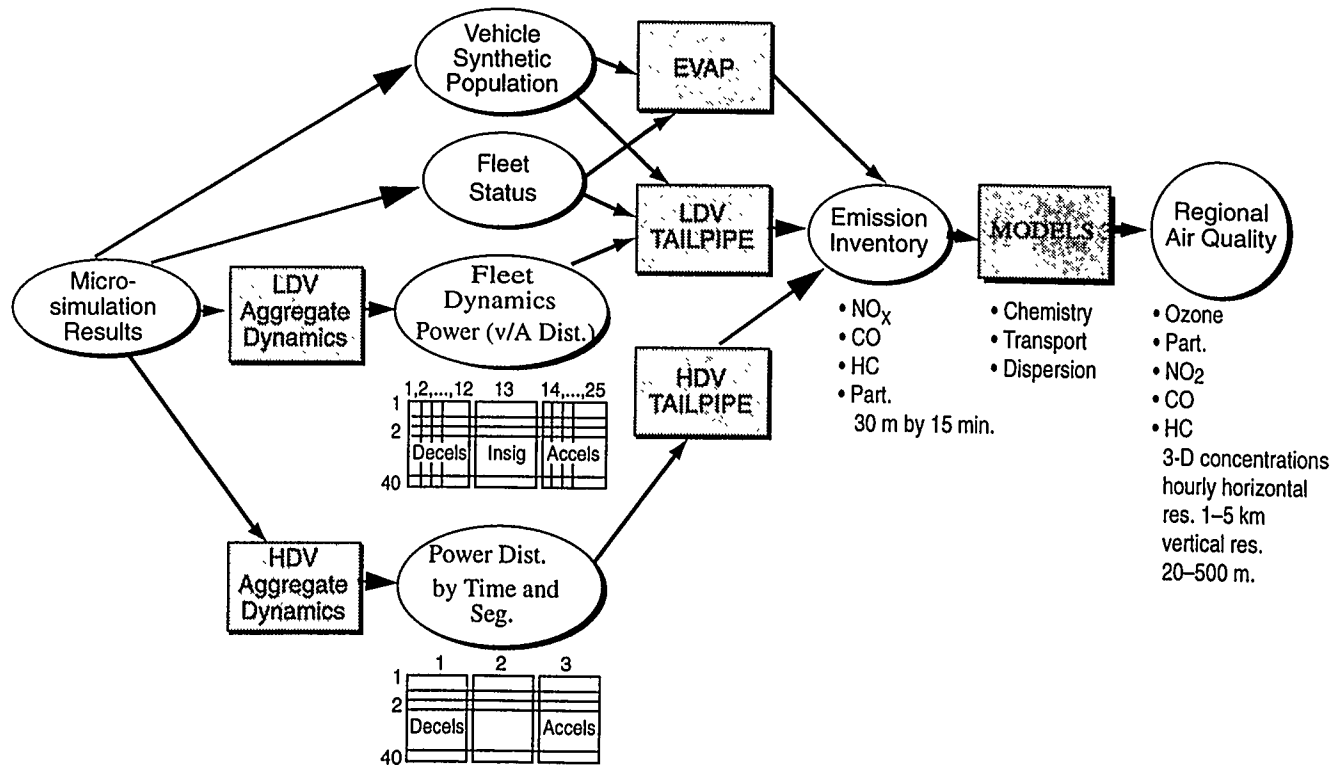 Vehicle
Synthetic
Population
EVAP
Fleet
Status
LDV
TAILPIPE
Emission
Inventory
MODELS
Regional
Air Quality
Micro-
simulation
Results
LDV
Aggregate
Dynamics
Fleet
Dynamics
Power (v/A Dist.)
HDV
TAILPIPE
• NOX
• CO
• HC
• Part.
30 m by 15 min.
• Chemistry
• Transport
• Dispersion
• Ozone
• Part.
• NO2
• CO
• HC
3-D concentrations
hourly horizontal
res. 1–5 km
vertical res.
20–500 m.
1,2,...,12 13 14,...,25
1
2
Decels Insig Accels
40
HDV
Aggregate
Dynamics
Power Dist.
by Time and
Seg.
1 2 3
1
2
Decels Accels
40